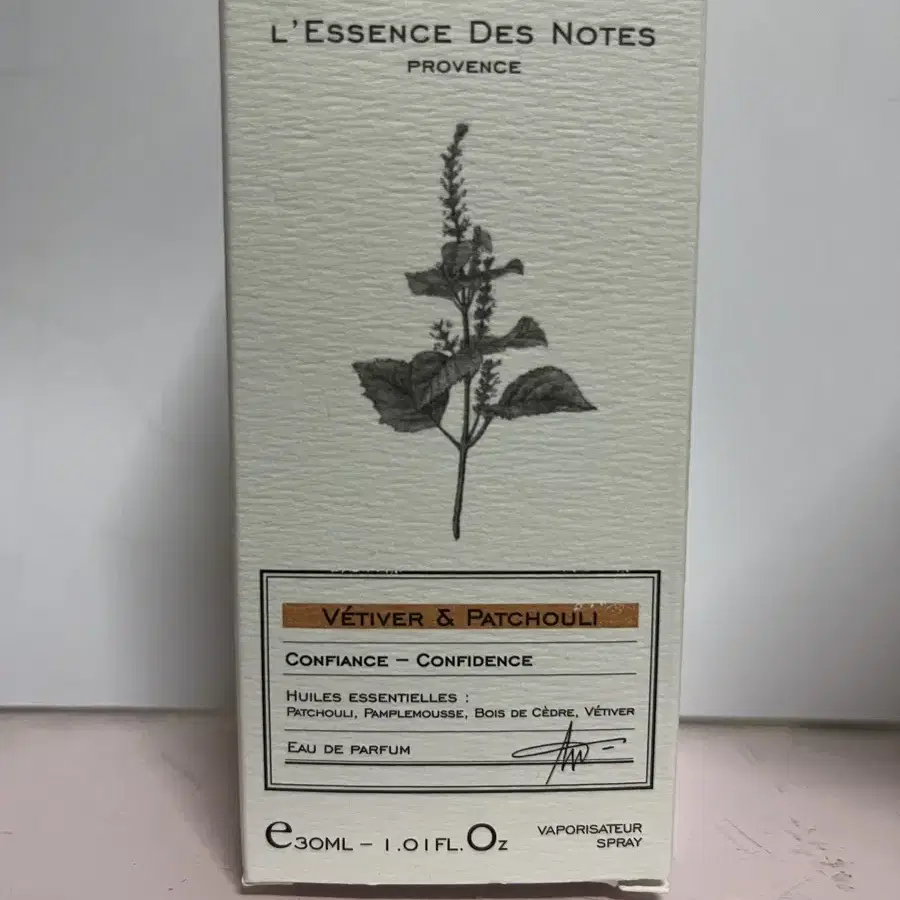 L'ESSENCE DES NOTES
PROVENCE
VÉTIVER & PATCHOULI
CONFIANCE – CONFIDENCE
HUILES ESSENTIELLES :
PATCHOULI, PAMPLEMOUSSE, BOIS DE CÈDRE, VÉTIVER
EAU DE PARFUM
e30ML – 1.01FL.OZ
VAPORISATEUR
SPRAY